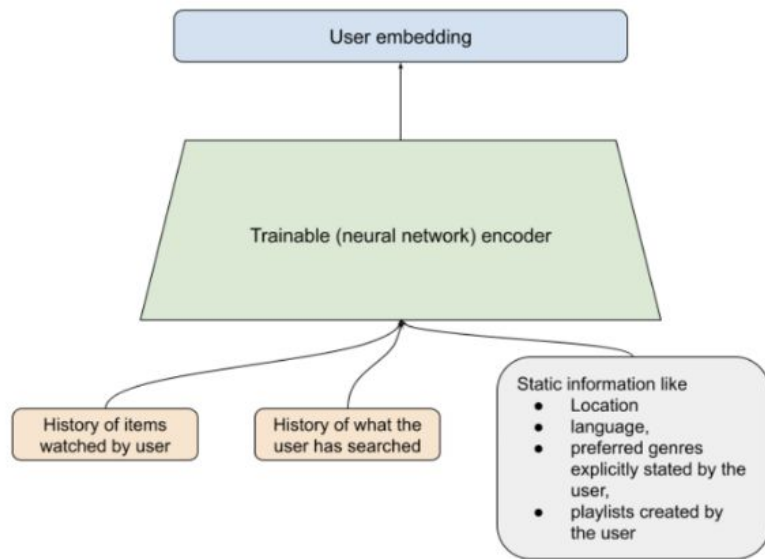 User embedding
Trainable (neural network) encoder
History of items
watched by user
History of what the
user has searched
Static information like
● Location
● language,
● preferred genres
explicitly stated by the
user,
● playlists created by
the user